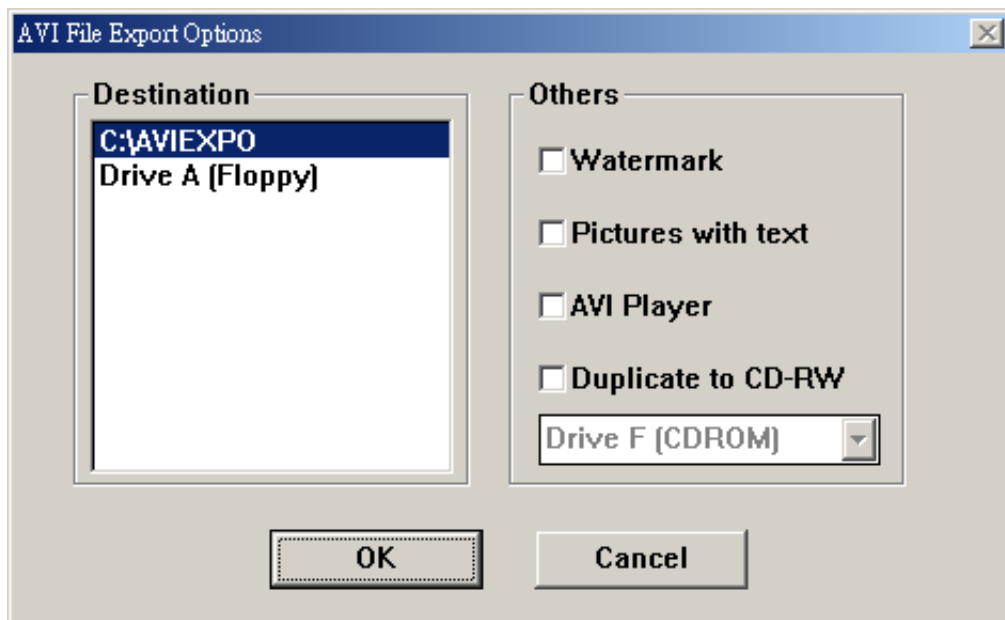 AVI File Export Options
Destination
C:\AVIEXPO
Drive A (Floppy)
Others
Watermark
Pictures with text
AVI Player
Duplicate to CD-RW
Drive F (CDROM)
OK
Cancel